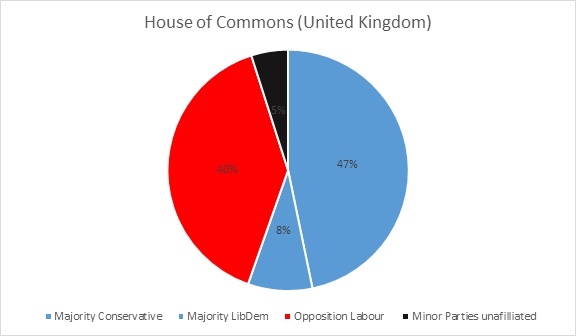 House of Commons (United Kingdom)
5%
40%
47%
8%
Majority Conservative Majority LibDem Opposition Labour Minor Parties unafilliated